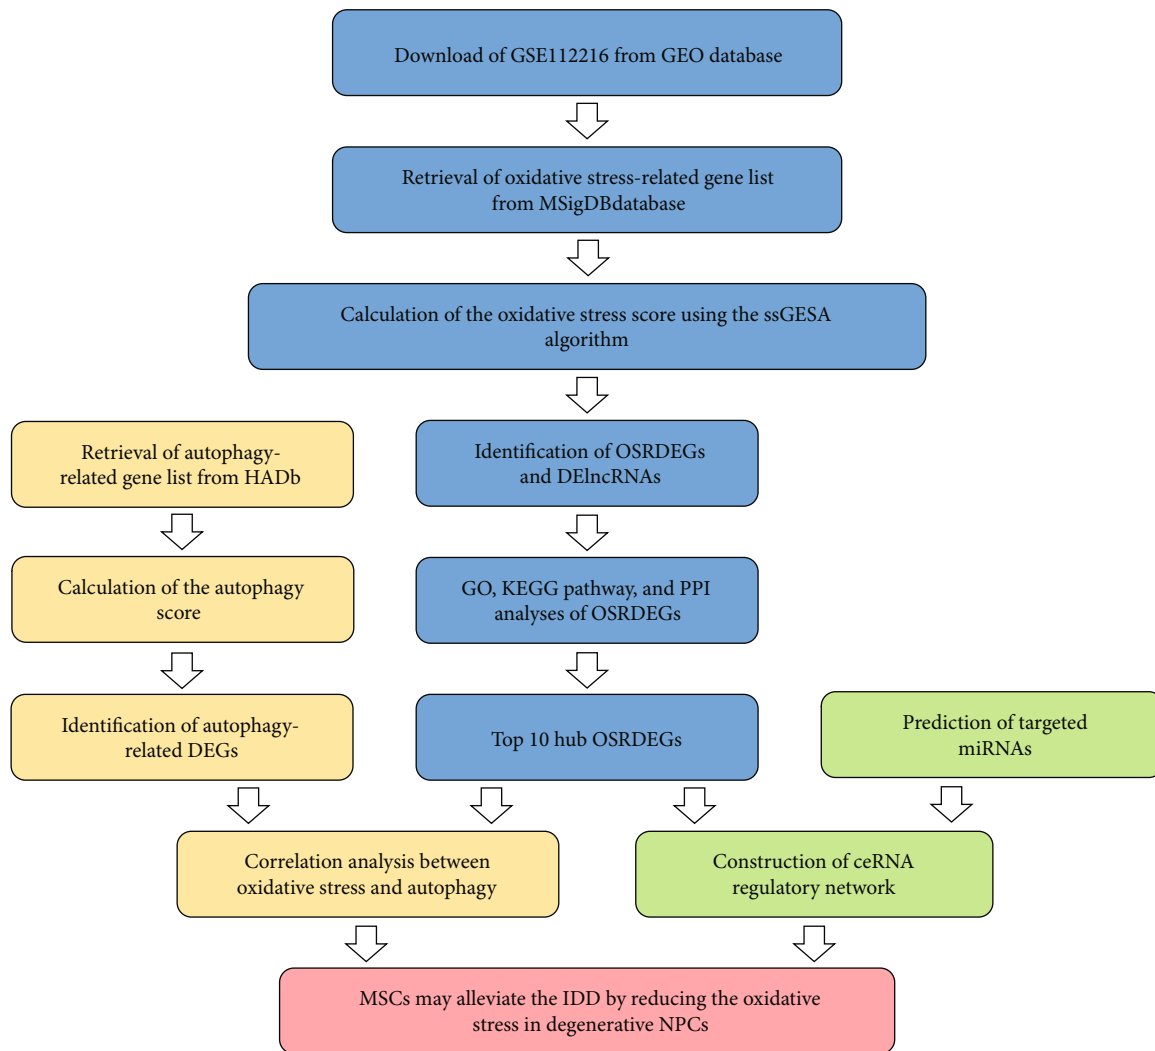 Download of GSE112216 from GEO database
Retrieval of oxidative stress-related gene list
from MSigDBdatabase
Calculation of the oxidative stress score using the ssGESA
algorithm
Retrieval of autophagy-
related gene list from HADb
Identification of OSRDEGs
and DElncRNAs
Calculation of the autophagy
score
GO, KEGG pathway, and PPI
analyses of OSRDEGs
Identification of autophagy-
related DEGs
Top 10 hub OSRDEGs
Prediction of targeted
miRNAs
Correlation analysis between
oxidative stress and autophagy
Construction of ceRNA
regulatory network
MSCs may alleviate the IDD by reducing the oxidative
stress in degenerative NPCs